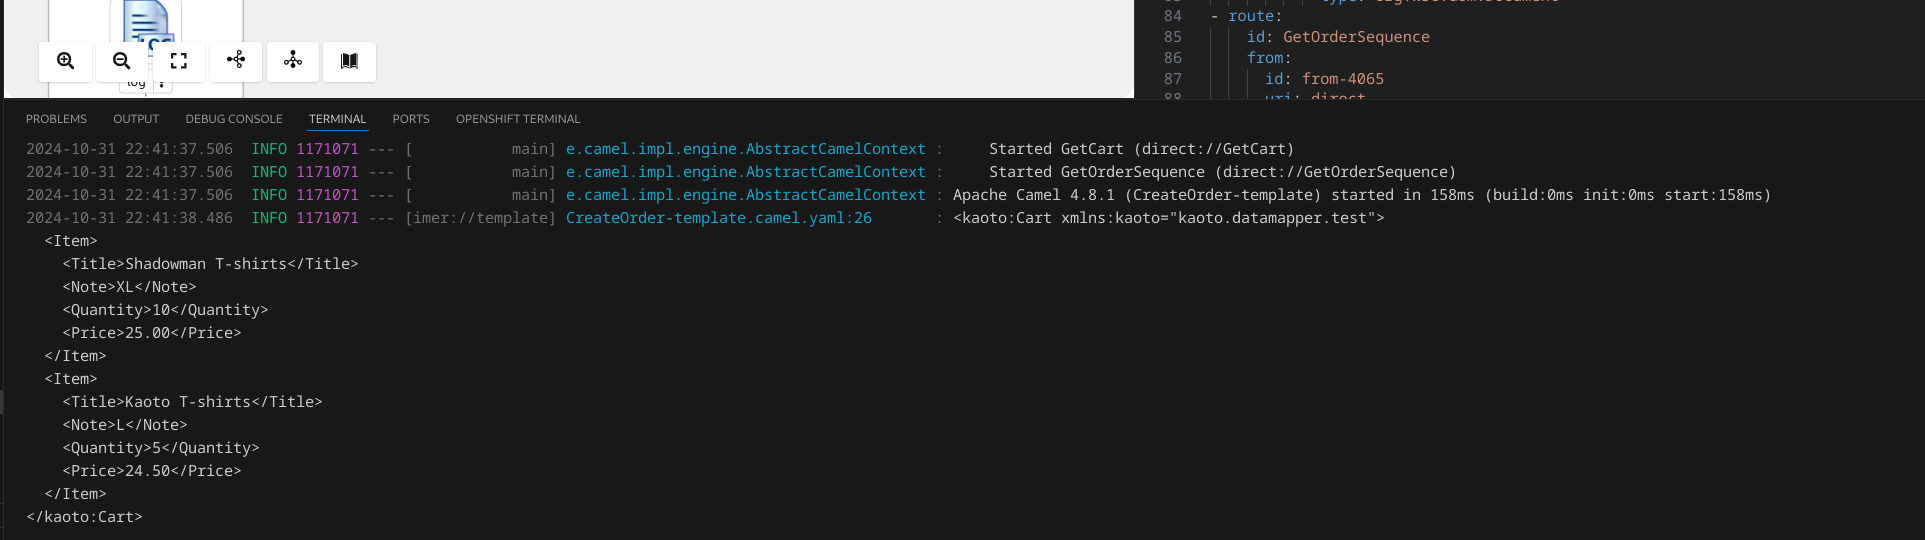 LOG
log
84 - route:
85 id: GetOrderSequence
86 from:
87 id: from-4065
88 uri: direct
PROBLEMS OUTPUT DEBUG CONSOLE TERMINAL PORTS OPENSHIFT TERMINAL
2024-10-31 22:41:37.506  INFO 1171071 --- [           main] e.camel.impl.engine.AbstractCamelContext :     Started GetCart (direct://GetCart)
2024-10-31 22:41:37.506  INFO 1171071 --- [           main] e.camel.impl.engine.AbstractCamelContext :     Started GetOrderSequence (direct://GetOrderSequence)
2024-10-31 22:41:37.506  INFO 1171071 --- [           main] e.camel.impl.engine.AbstractCamelContext : Apache Camel 4.8.1 (CreateOrder-template) started in 158ms (build:0ms init:0ms start:158ms)
2024-10-31 22:41:38.486  INFO 1171071 --- [imer://template] CreateOrder-template.camel.yaml:26       : <kaoto:Cart xmlns:kaoto="kaoto.datamapper.test">
  <Item>
    <Title>Shadowman T-shirts</Title>
    <Note>XL</Note>
    <Quantity>10</Quantity>
    <Price>25.00</Price>
  </Item>
  <Item>
    <Title>Kaoto T-shirts</Title>
    <Note>L</Note>
    <Quantity>5</Quantity>
    <Price>24.50</Price>
  </Item>
</kaoto:Cart>